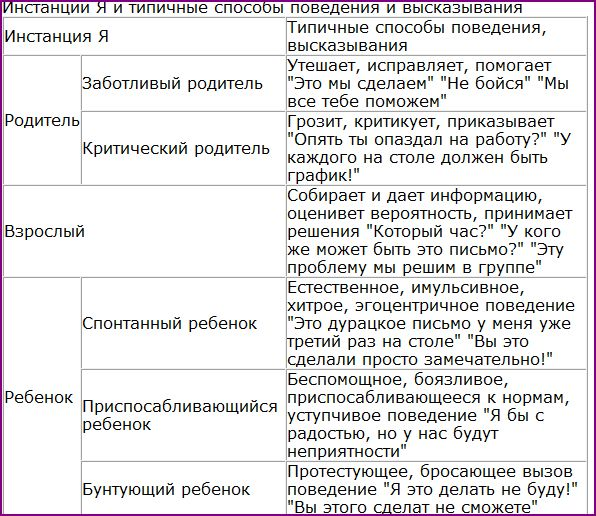 Инстанции Я и типичные способы поведения и высказывания
Инстанция Я
Типичные способы поведения,
высказывания
Родитель
Заботливый родитель
Утешает, исправляет, помогает
"Это мы сделаем" "Не бойся" "Мы
все тебе поможем"
Критический родитель
Грозит, критикует, приказывает
"Опять ты опаздал на работу?" "У
каждого на столе должен быть
график!"
Взрослый
Собирает и дает информацию,
оценивет вероятность, принимает
решения "Который час?" "У кого
же может быть это письмо?" "Эту
проблему мы решим в группе"
Ребенок
Спонтанный ребенок
Естественное, имульсивное,
хитрое, эгоцентричное поведение
"Это дурацкое письмо у меня уже
третий раз на столе" "Вы это
сделали просто замечательно!"
Приспосабливающийся
ребенок
Беспомощное, боязливое,
приспосабливающееся к нормам,
уступчивое поведение "Я бы с
радостью, но у нас будут
неприятности"
Бунтующий ребенок
Протестующее, бросающее вызов
поведение "Я это делать не буду!"
"Вы этого сделат не сможете"